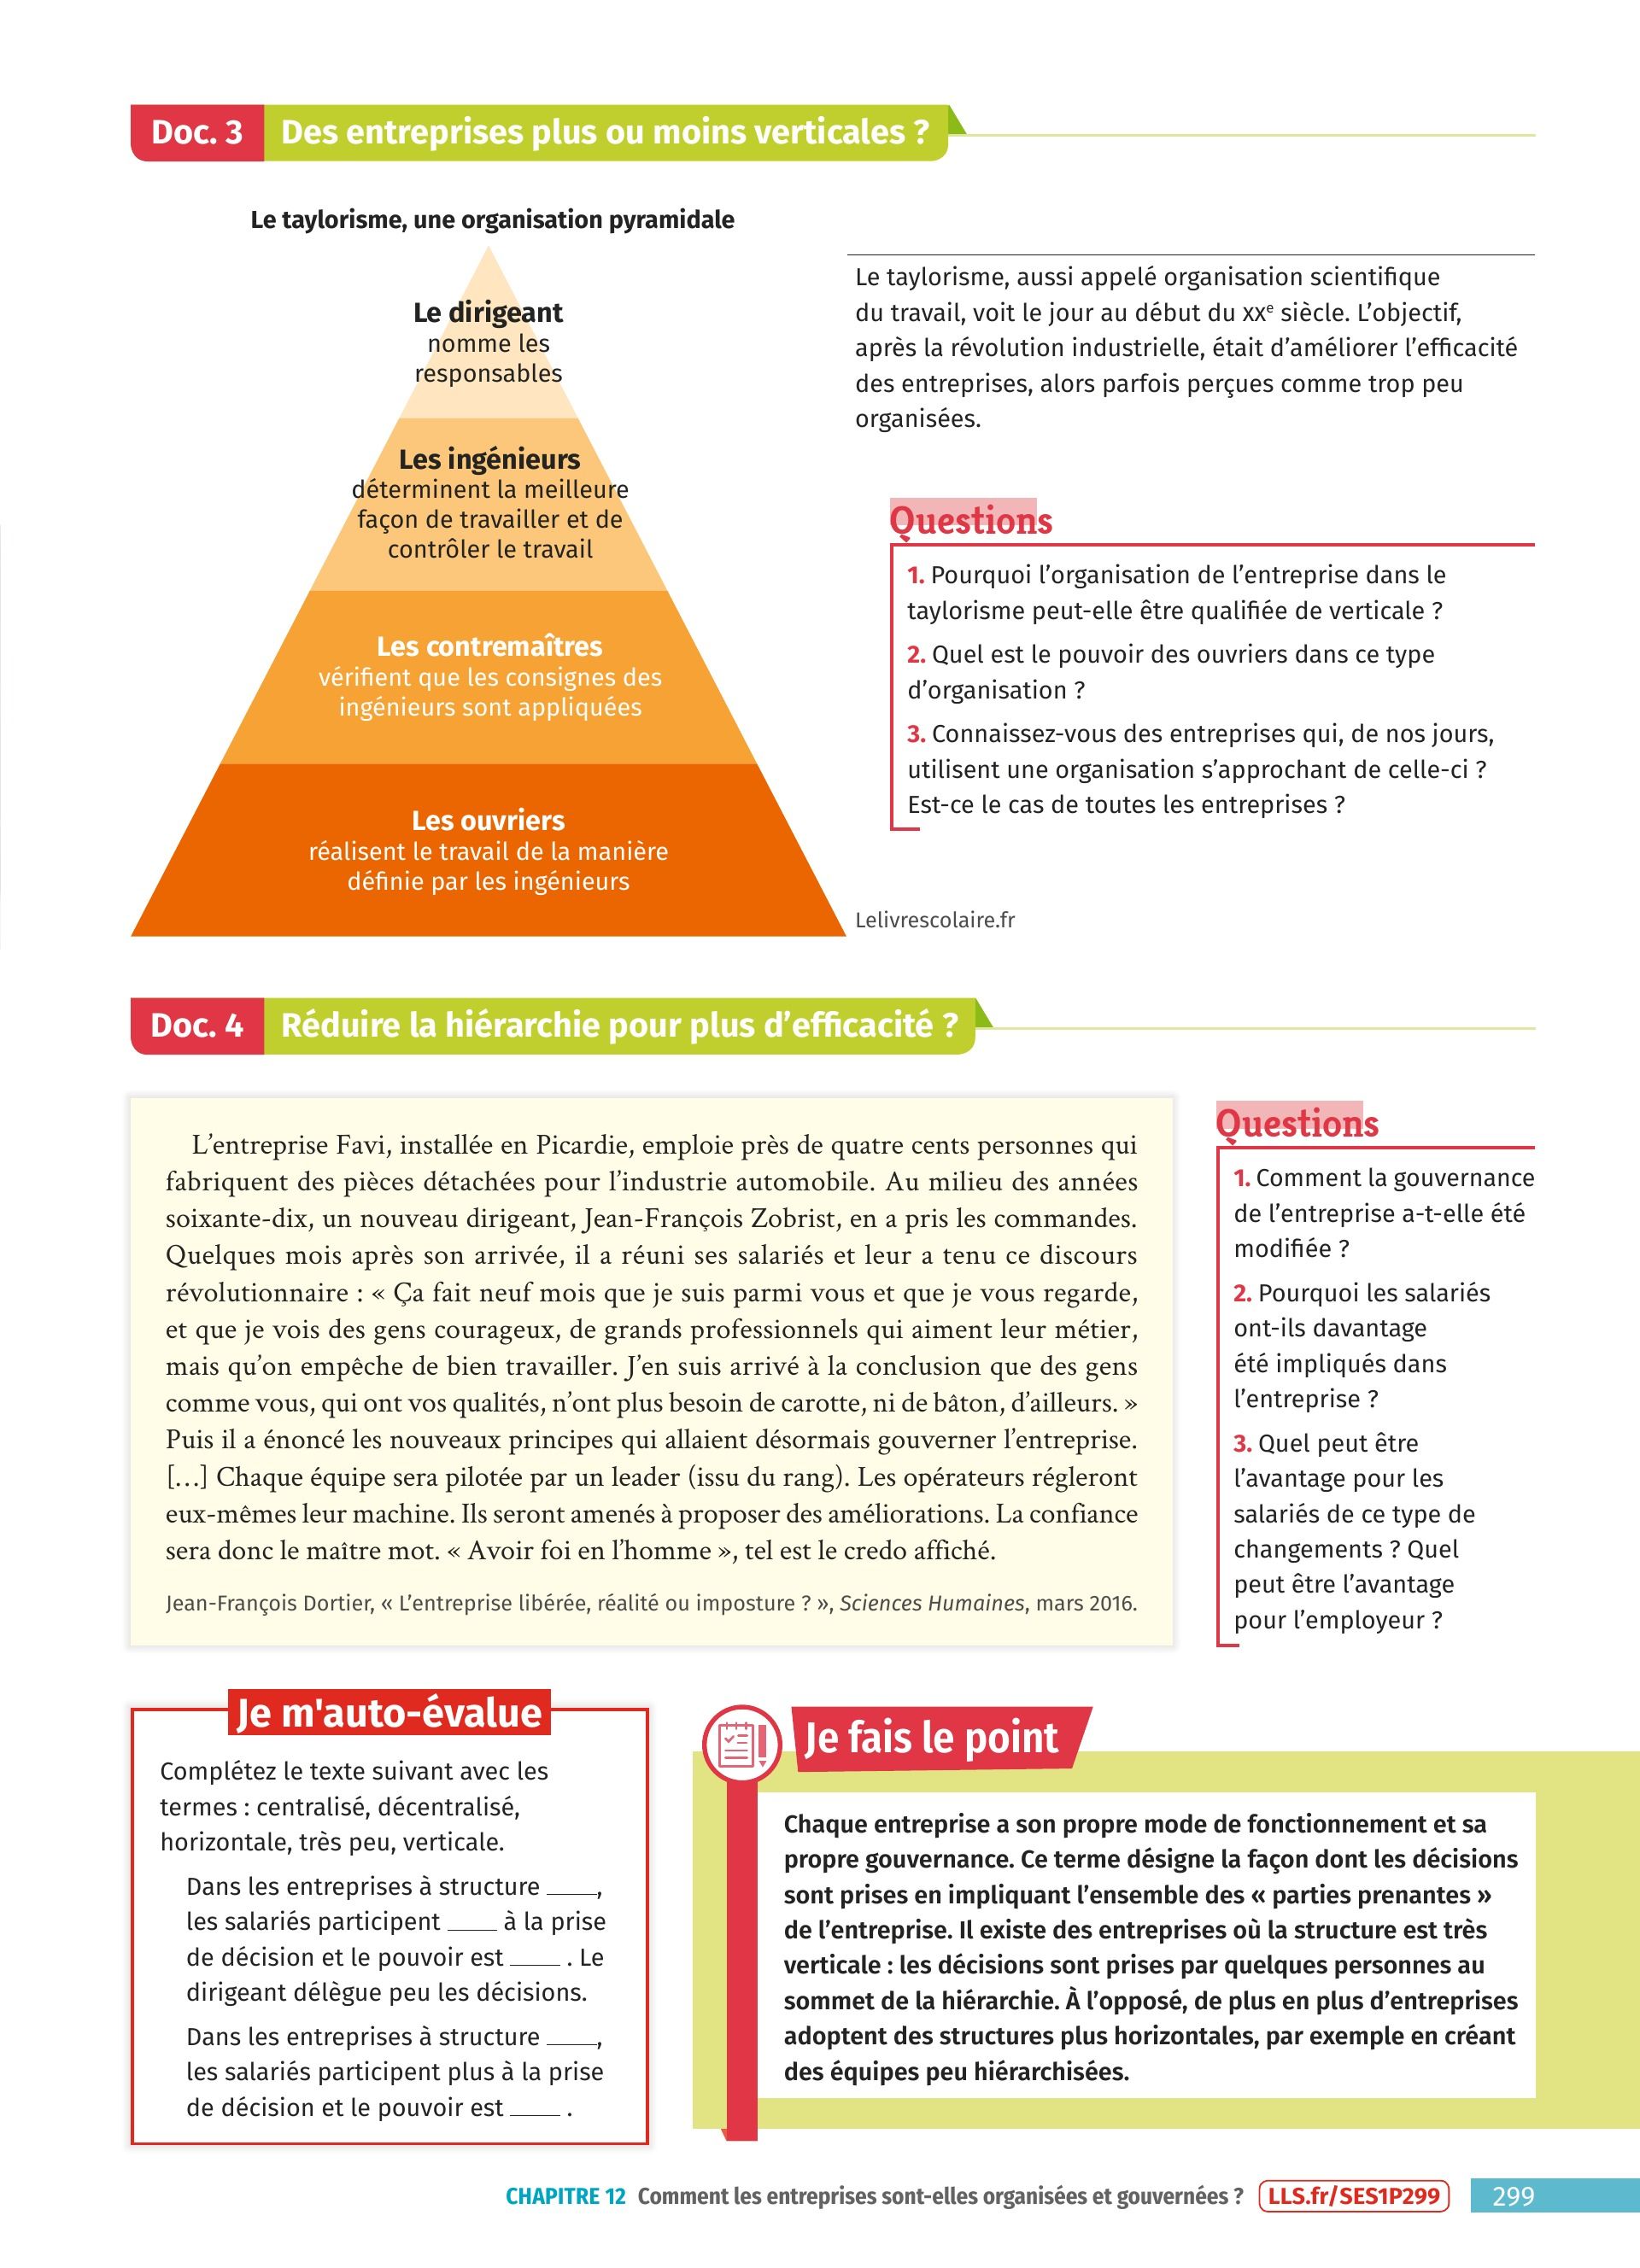 Doc. 3 Des entreprises plus ou moins verticales ?
Le taylorisme, une organisation pyramidale
Le dirigeant
nomme les
responsables
Les ingénieurs
déterminent la meilleure
façon de travailler et de
contrôler le travail
Les contremaîtres
vérifient que les consignes des
ingénieurs sont appliquées
Les ouvriers
réalisent le travail de la manière
définie par les ingénieurs
Le taylorisme, aussi appelé organisation scientifique
du travail, voit le jour au début du XXe siècle. L’objectif,
après la révolution industrielle, était d’améliorer l’efficacité
des entreprises, alors parfois perçues comme trop peu
organisées.
Questions
1. Pourquoi l’organisation de l’entreprise dans le
taylorisme peut-elle être qualifiée de verticale ?
2. Quel est le pouvoir des ouvriers dans ce type
d’organisation ?
3. Connaissez-vous des entreprises qui, de nos jours,
utilisent une organisation s’approchant de celle-ci ?
Est-ce le cas de toutes les entreprises ?
Lelivrescolaire.fr
Doc. 4 Réduire la hiérarchie pour plus d’efficacité ?
L’entreprise Favi, installée en Picardie, emploie près de quatre cents personnes qui
fabriquent des pièces détachées pour l’industrie automobile. Au milieu des années
soixante-dix, un nouveau dirigeant, Jean-François Zobrist, en a pris les commandes.
Quelques mois après son arrivée, il a réuni ses salariés et leur a tenu ce discours
révolutionnaire : « Ça fait neuf mois que je suis parmi vous et que je vous regarde,
et que je vois des gens courageux, de grands professionnels qui aiment leur métier,
mais qu’on empêche de bien travailler. J’en suis arrivé à la conclusion que des gens
comme vous, qui ont vos qualités, n’ont plus besoin de carotte, ni de bâton, d’ailleurs. »
Puis il a énoncé les nouveaux principes qui allaient désormais gouverner l’entreprise.
[…] Chaque équipe sera pilotée par un leader (issu du rang). Les opérateurs régleront
eux-mêmes leur machine. Ils seront amenés à proposer des améliorations. La confiance
sera donc le maître mot. « Avoir foi en l’homme », tel est le credo affiché.
Jean-François Dortier, « L’entreprise libérée, réalité ou imposture ? », Sciences Humaines, mars 2016.
Questions
1. Comment la gouvernance
de l’entreprise a-t-elle été
modifiée ?
2. Pourquoi les salariés
ont-ils davantage
été impliqués dans
l’entreprise ?
3. Quel peut être
l’avantage pour les
salariés de ce type de
changements ? Quel
peut être l’avantage
pour l’employeur ?
Je m'auto-évalue
Complétez le texte suivant avec les
termes : centralisé, décentralisé,
horizontale, très peu, verticale.
Dans les entreprises à structure ____,
les salariés participent ____ à la prise
de décision et le pouvoir est ____ . Le
dirigeant délègue peu les décisions.
Dans les entreprises à structure ____,
les salariés participent plus à la prise
de décision et le pouvoir est ____ .
Je fais le point
Chaque entreprise a son propre mode de fonctionnement et sa
propre gouvernance. Ce terme désigne la façon dont les décisions
sont prises en impliquant l’ensemble des « parties prenantes »
de l’entreprise. Il existe des entreprises où la structure est très
verticale : les décisions sont prises par quelques personnes au
sommet de la hiérarchie. À l’opposé, de plus en plus d’entreprises
adoptent des structures plus horizontales, par exemple en créant
des équipes peu hiérarchisées.
CHAPITRE 12 Comment les entreprises sont-elles organisées et gouvernées ? LLS.fr/SES1P299 299